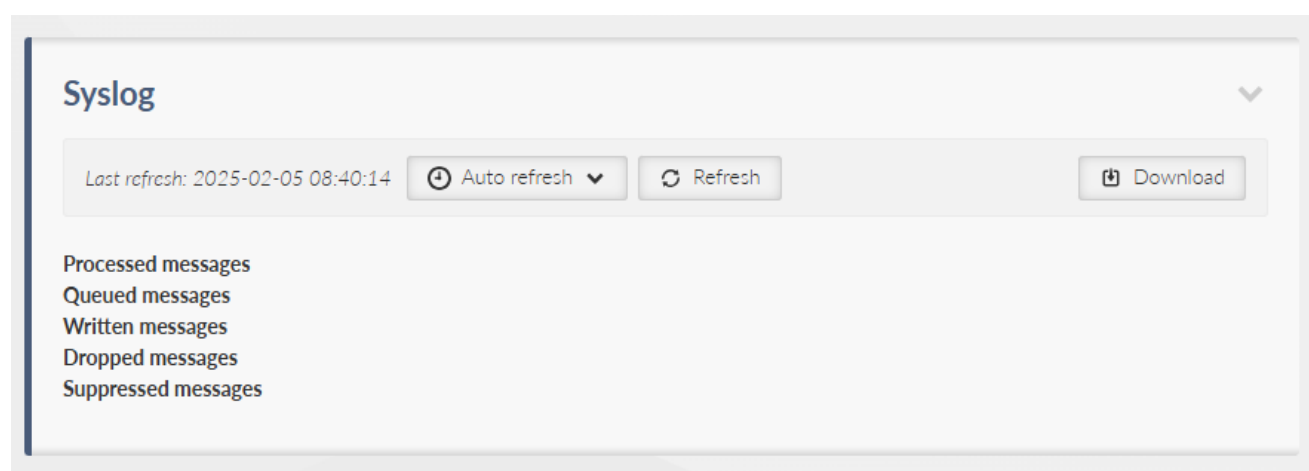 Syslog
Last refresh: 2025-02-05 08:40:14 Auto refresh Refresh Download
Processed messages
Queued messages
Written messages
Dropped messages
Suppressed messages